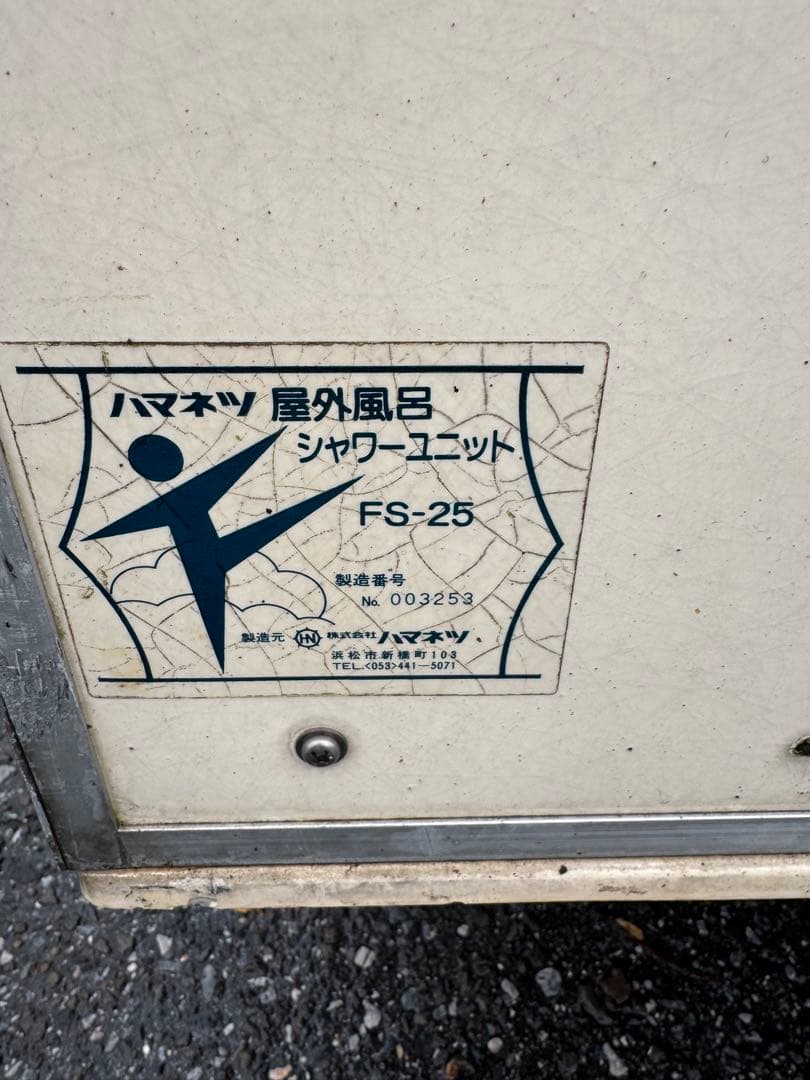 ハマネツ 屋外風呂
シャワーユニット
FS-25
製造番号
No. 003253
製造元 HN 株式会社 ハマネツ
浜松市新橋町103
TEL.<053>441-5071